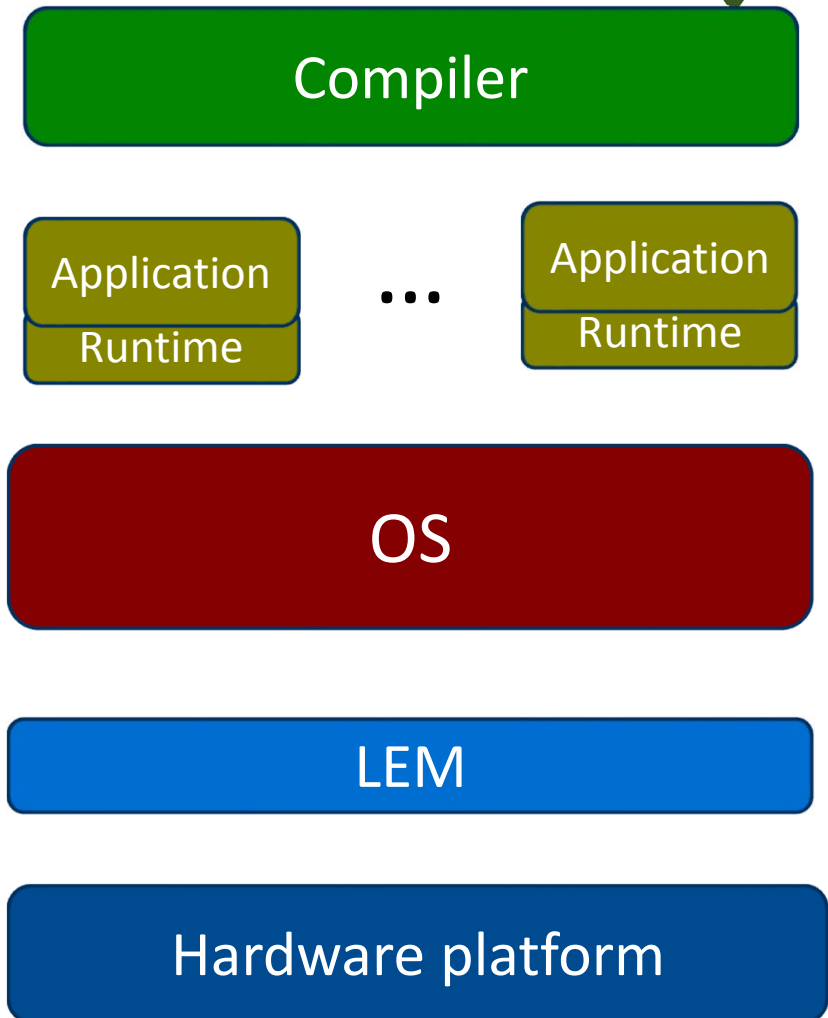 Compiler
Application
...
Application
Runtime
Runtime
OS
LEM
Hardware platform